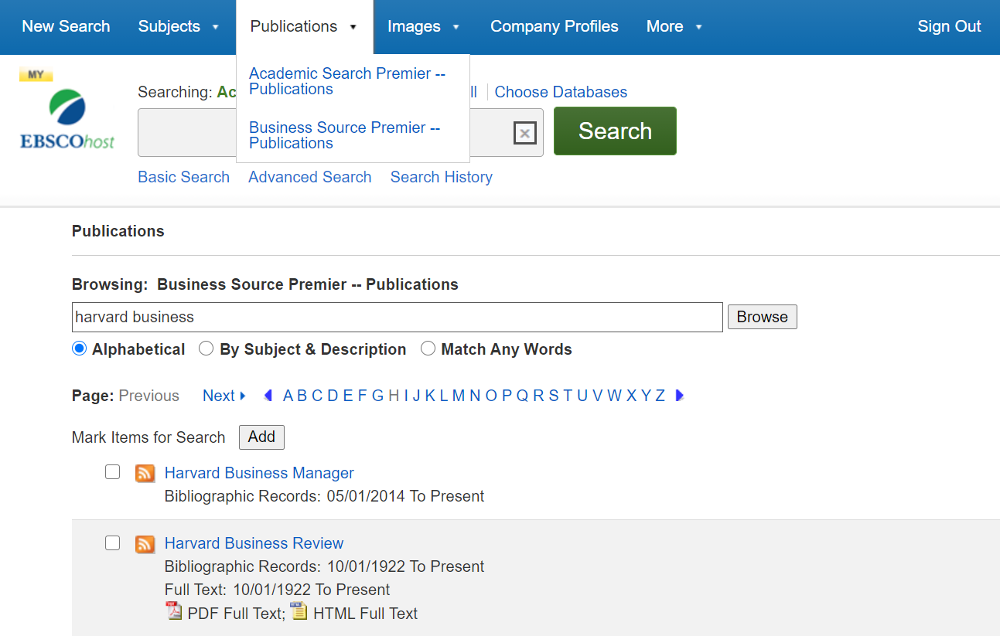 New Search Subjects Publications Images Company Profiles More Sign Out
MY
EBSCOhost
Searching: Ac
Choose Databases
Academic Search Premier --
Publications
Business Source Premier --
Publications
Search
Basic Search Advanced Search Search History
Publications
Browsing: Business Source Premier -- Publications
harvard business Browse
Alphabetical By Subject & Description Match Any Words
Page: Previous Next A B C D E F G H I J K L M N O P Q R S T U V W X Y Z
Mark Items for Search Add
Harvard Business Manager
Bibliographic Records: 05/01/2014 To Present
Harvard Business Review
Bibliographic Records: 10/01/1922 To Present
Full Text: 10/01/1922 To Present
PDF Full Text; HTML Full Text